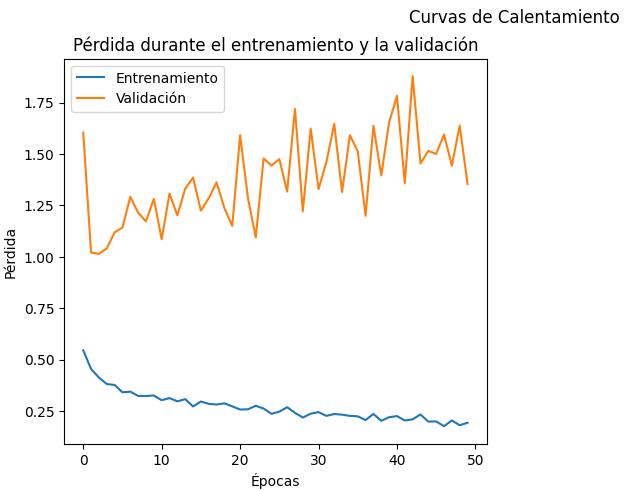 Curvas de Calentamiento
Pérdida durante el entrenamiento y la validación
Entrenamiento
Validación
1.75
1.50
1.25
1.00
0.75
0.50
0.25
Pérdida
0 10 20 30 40 50
Épocas